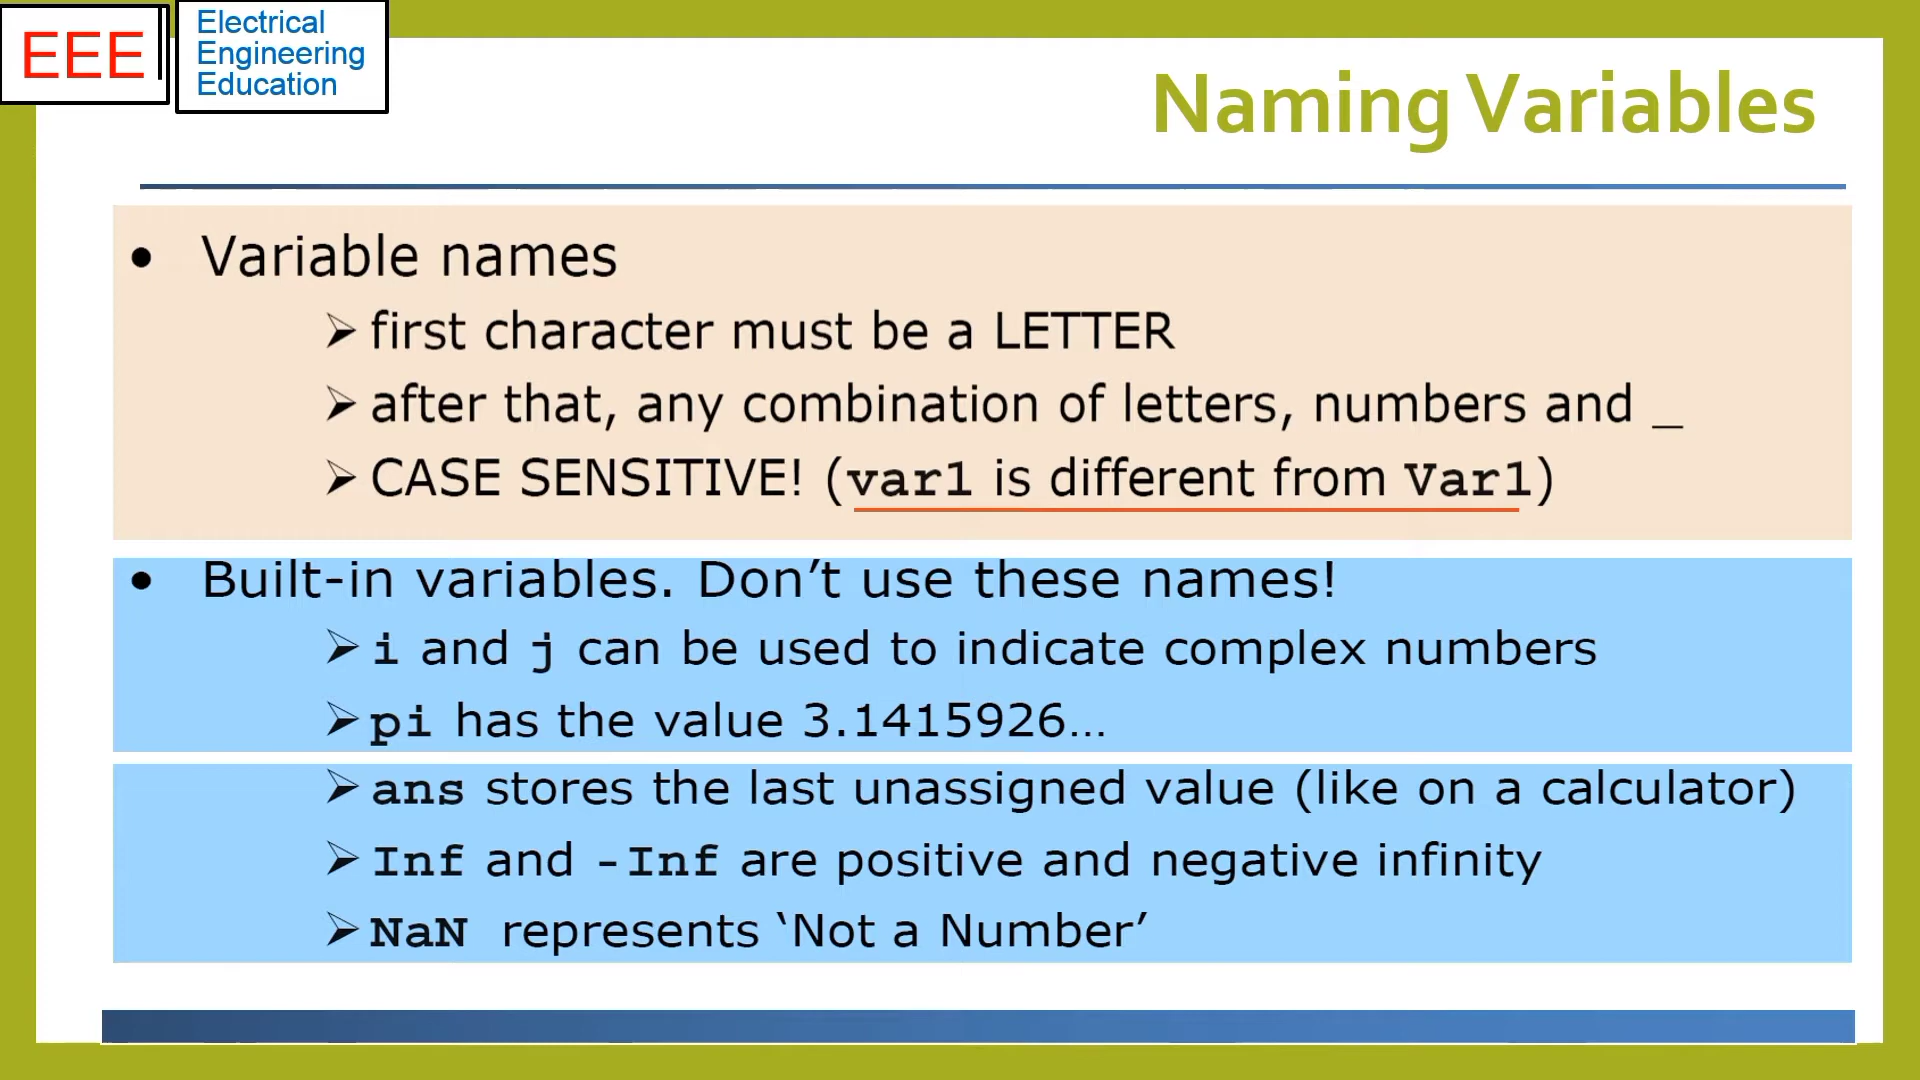 EEE
Electrical
Engineering
Education
Naming Variables
• Variable names
➢ first character must be a LETTER
➢ after that, any combination of letters, numbers and _
➢ CASE SENSITIVE! (var1 is different from Var1)
• Built-in variables. Don’t use these names!
➢ i and j can be used to indicate complex numbers
➢ pi has the value 3.1415926…
➢ ans stores the last unassigned value (like on a calculator)
➢ Inf and -Inf are positive and negative infinity
➢ NaN represents ‘Not a Number’